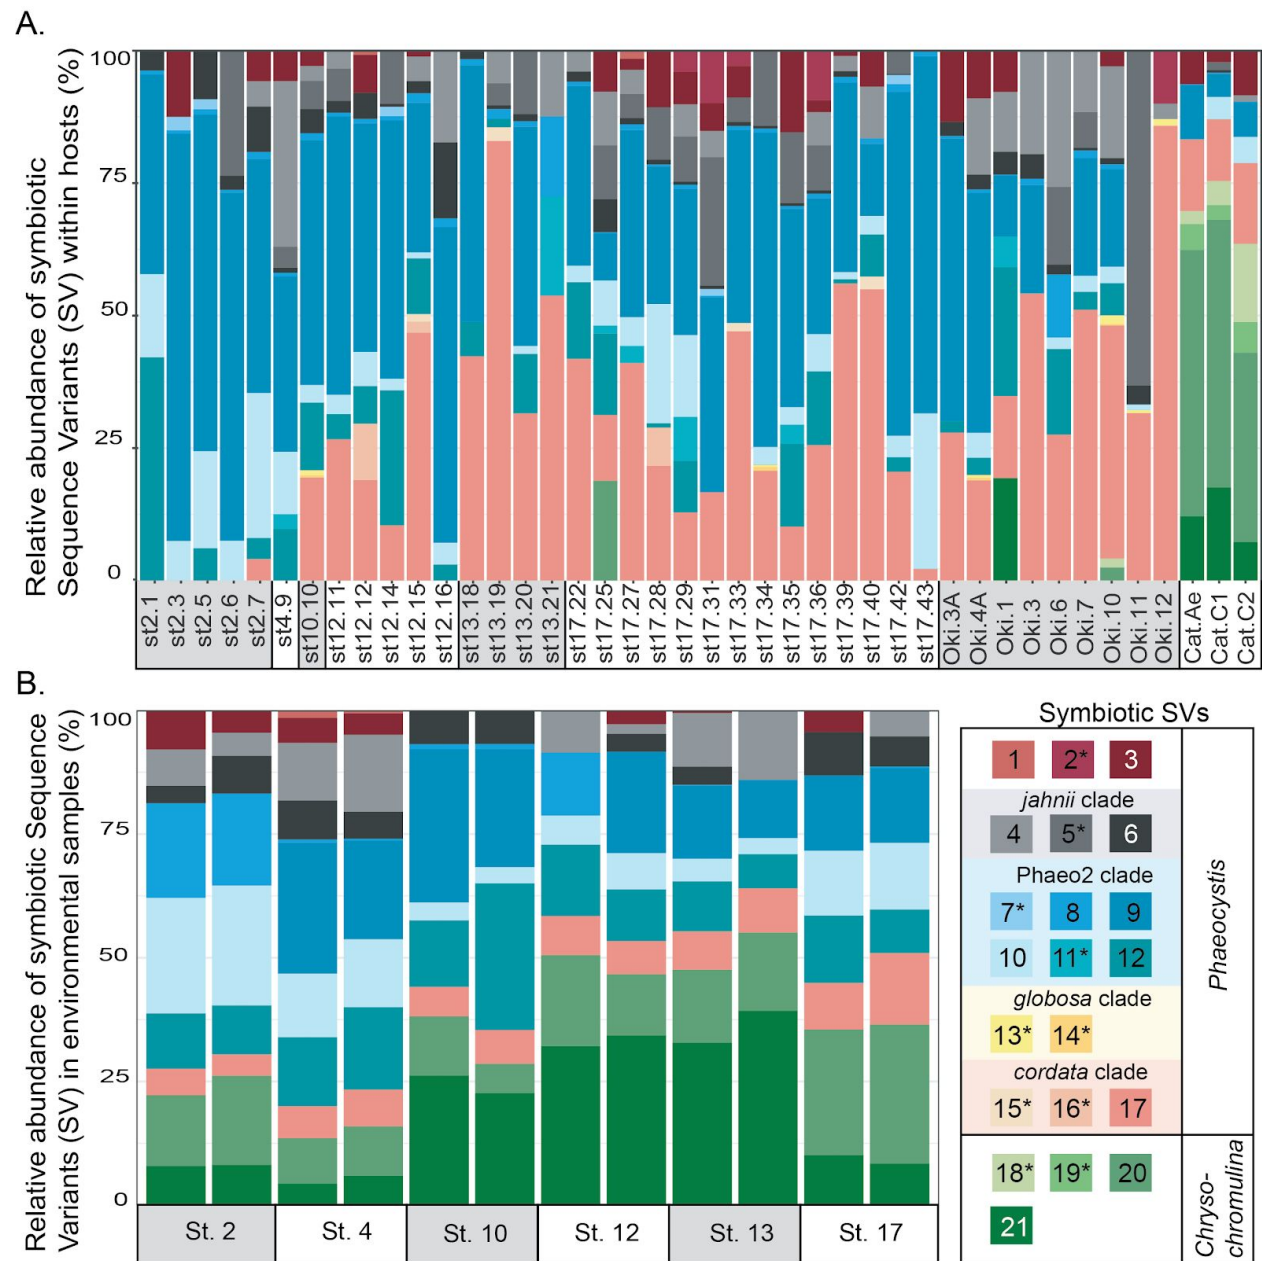 A.
Relative abundance of symbiotic
Sequence Variants (SV) within hosts (%)
100
75
50
25
0
st2.1 st2.3 st2.5 st2.6 st2.7 st4.9 st10.10 st12.11 st12.12 st12.14 st12.15 st12.16 st13.18 st13.19 st13.20 st13.21 st17.22 st17.25 st17.27 st17.28 st17.29 st17.31 st17.33 st17.34 st17.35 st17.36 st17.39 st17.40 st17.42 st17.43 Oki.3A Oki.4A Oki.1 Oki.3 Oki.6 Oki.7 Oki.10 Oki.11 Oki.12 Cat.Ae Cat.C1 Cat.C2
B.
Relative abundance of symbiotic Sequence
Variants (SV) in environmental samples (%)
100
75
50
25
0
St. 2 St. 4 St. 10 St. 12 St. 13 St. 17
Symbiotic SVs
1 2* 3
jahnii clade
4 5* 6
Phaeo2 clade
7* 8 9
10 11* 12
globosa clade
13* 14*
cordata clade
15* 16* 17
Phaeocystis
18* 19* 20
21
Chryso-
chromulina